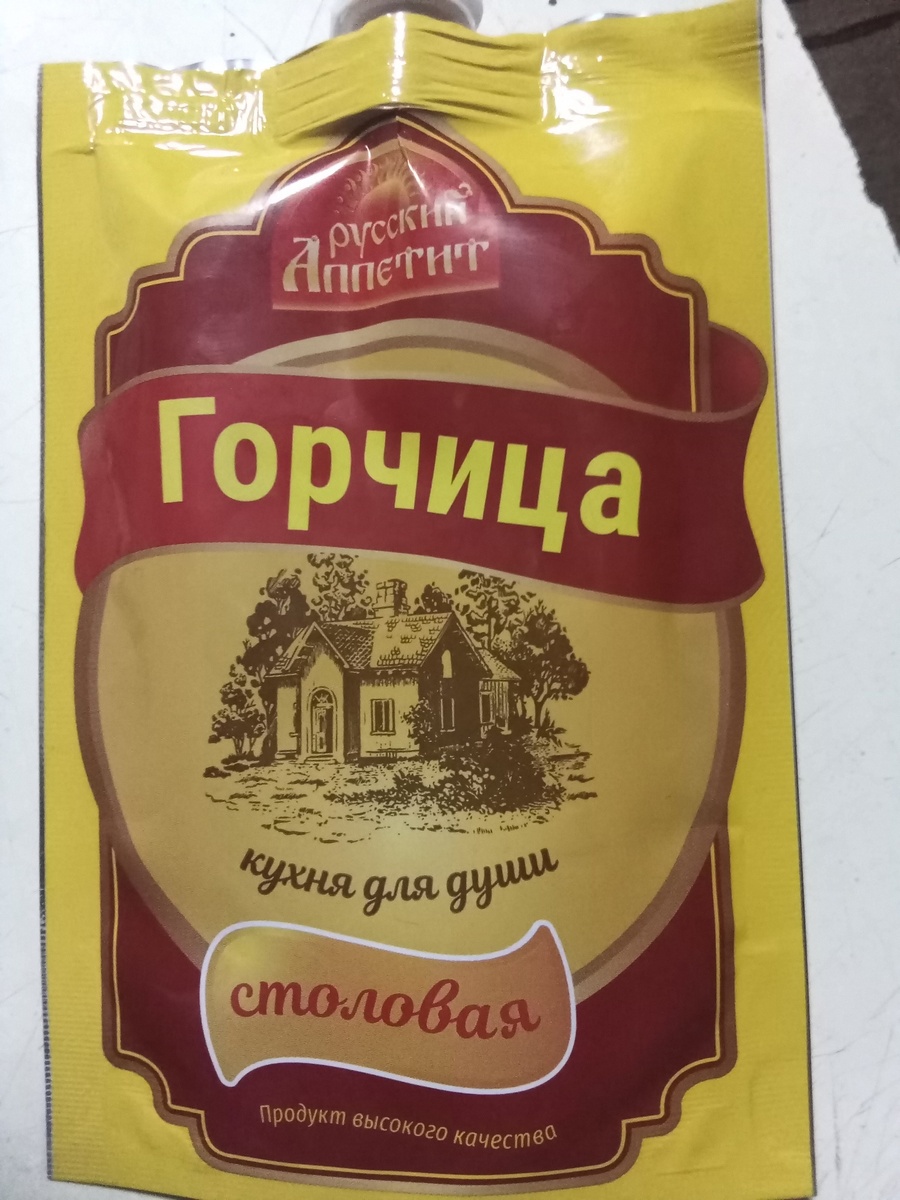 Русский
Аппетит
Горчица
кухня для души
столовая
Продукт высокого качества